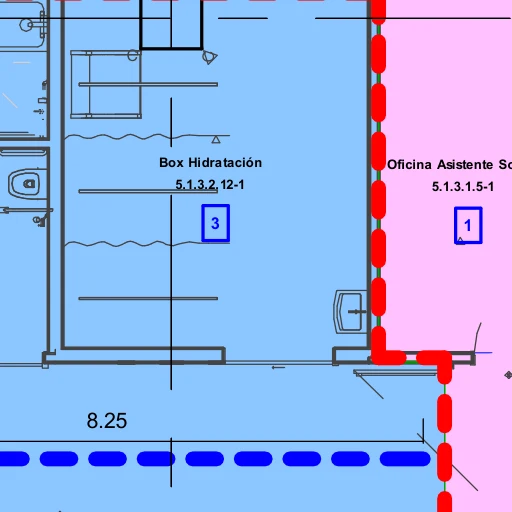 Box Hidratación
5.1.3.2.12-1
3
Oficina Asistente So
5.1.3.1.5-1
1
8.25